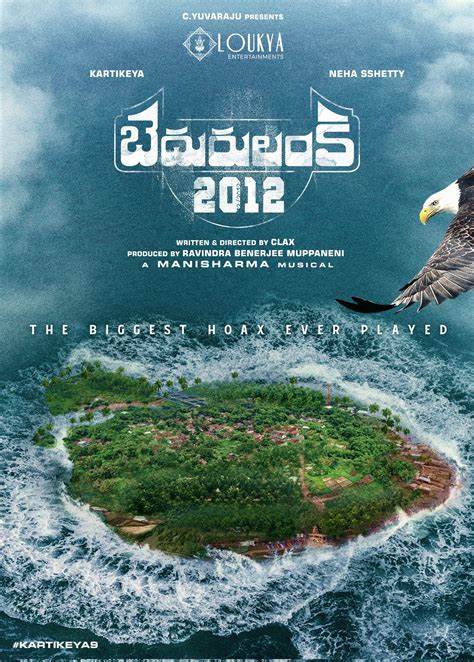 C.YUVARAJU PRESENTS
LOUKYA
ENTERTAINMENTS
KARTIKEYA
NEHA SSHETTY
బెదురులంక
2012
WRITTEN & DIRECTED BY CLAX
PRODUCED BY RAVINDRA BENERJEE MUPPANENI
A MANISHARMA MUSICAL
THE BIGGEST HOAX EVER PLAYED
#KARTIKEYA9